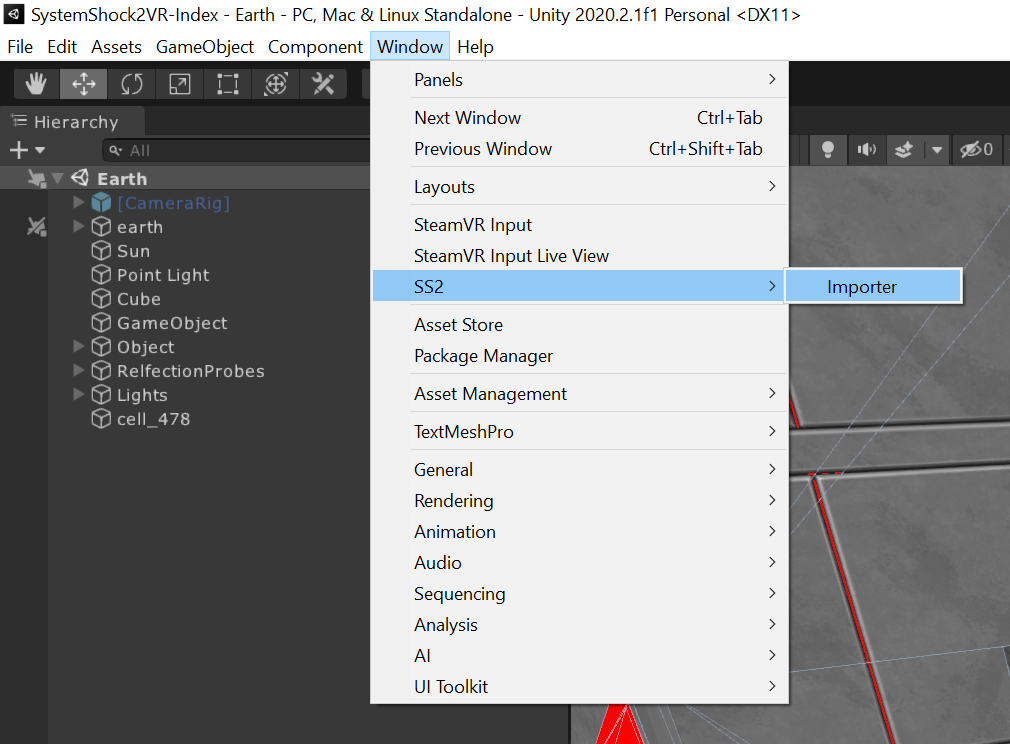 SystemShock2VR-Index - Earth - PC, Mac & Linux Standalone - Unity 2020.2.1f1 Personal <DX11>
File Edit Assets GameObject Component Window Help
Hierarchy
All
Earth
[CameraRig]
earth
Sun
Point Light
Cube
GameObject
Object
RelfectionProbes
Lights
cell_478
Panels
Next Window Ctrl+Tab
Previous Window Ctrl+Shift+Tab
Layouts
SteamVR Input
SteamVR Input Live View
SS2
Importer
Asset Store
Package Manager
Asset Management
TextMeshPro
General
Rendering
Animation
Audio
Sequencing
Analysis
AI
UI Toolkit
0